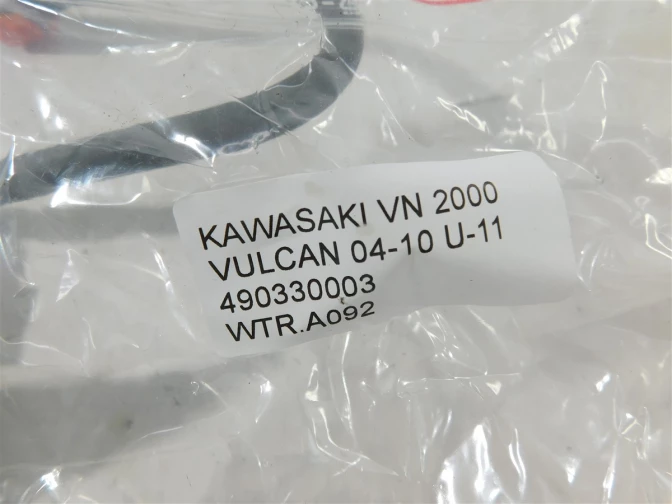 KAWASAKI VN 2000
VULCAN 04-10 U-11
490330003
WTR.A092